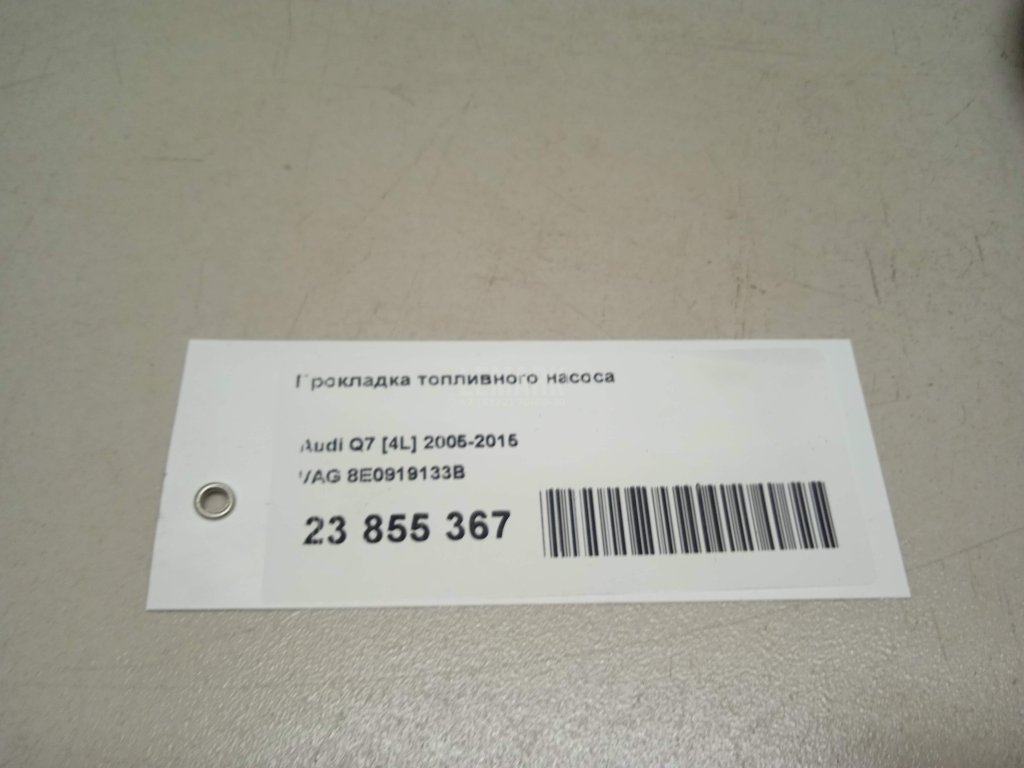 Прокладка топливного насоса
Audi Q7 [4L] 2005-2015
VAG 8E0919133B
23 855 367